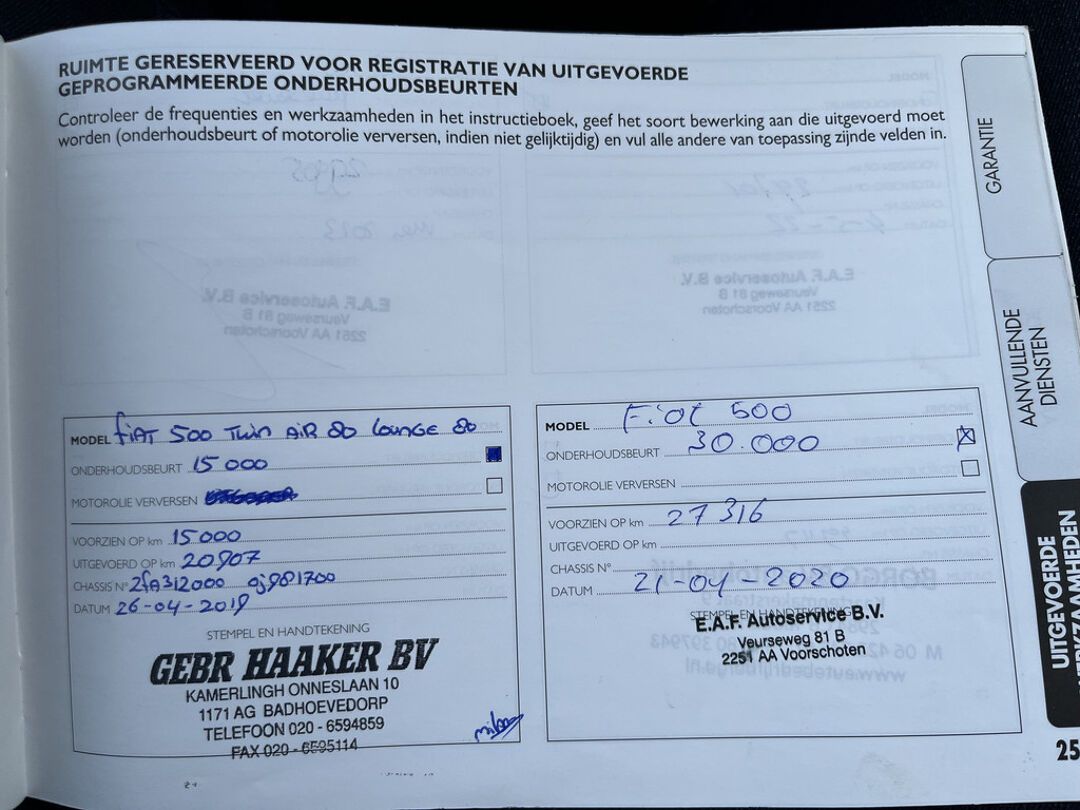 RUIMTE GERESERVEERD VOOR REGISTRATIE VAN UITGEVOERDE
GEPROGRAMMEERDE ONDERHOUDSBEURTEN
Controleer de frequenties en werkzaamheden in het instructieboek, geef het soort bewerking aan die uitgevoerd moet
worden (onderhoudsbeurt of motorolie verversen, indien niet gelijktijdig) en vul alle andere van toepassing zijnde velden in.
MODEL fiAT 500 Twin AiR 80 Lounge 80
ONDERHOUDSBEURT 15 000
MOTOROLIE VERVERSEN
VOORZIEN OP km 15 000
UITGEVOERD OP km 20907
CHASSIS N° 2fA312000 0j981700
DATUM 26-04-2019
STEMPEL EN HANDTEKENING
GEBR HAAKER BV
KAMERLINGH ONNESLAAN 10
1171 AG BADHOEVEDORP
TELEFOON 020 - 6594859
FAX 020 - 6595114
MODEL Fiat 500
ONDERHOUDSBEURT 30.000
MOTOROLIE VERVERSEN
VOORZIEN OP km 27316
UITGEVOERD OP km
CHASSIS N°
DATUM 21-04-2020
STEMPEL EN HANDTEKENING
E.A.F. Autoservice B.V.
Veurseweg 81 B
2251 AA Voorschoten
GARANTIE
AANVULLENDE
DIENSTEN
UITGEVOERDE
WERKZAAMHEDEN
25